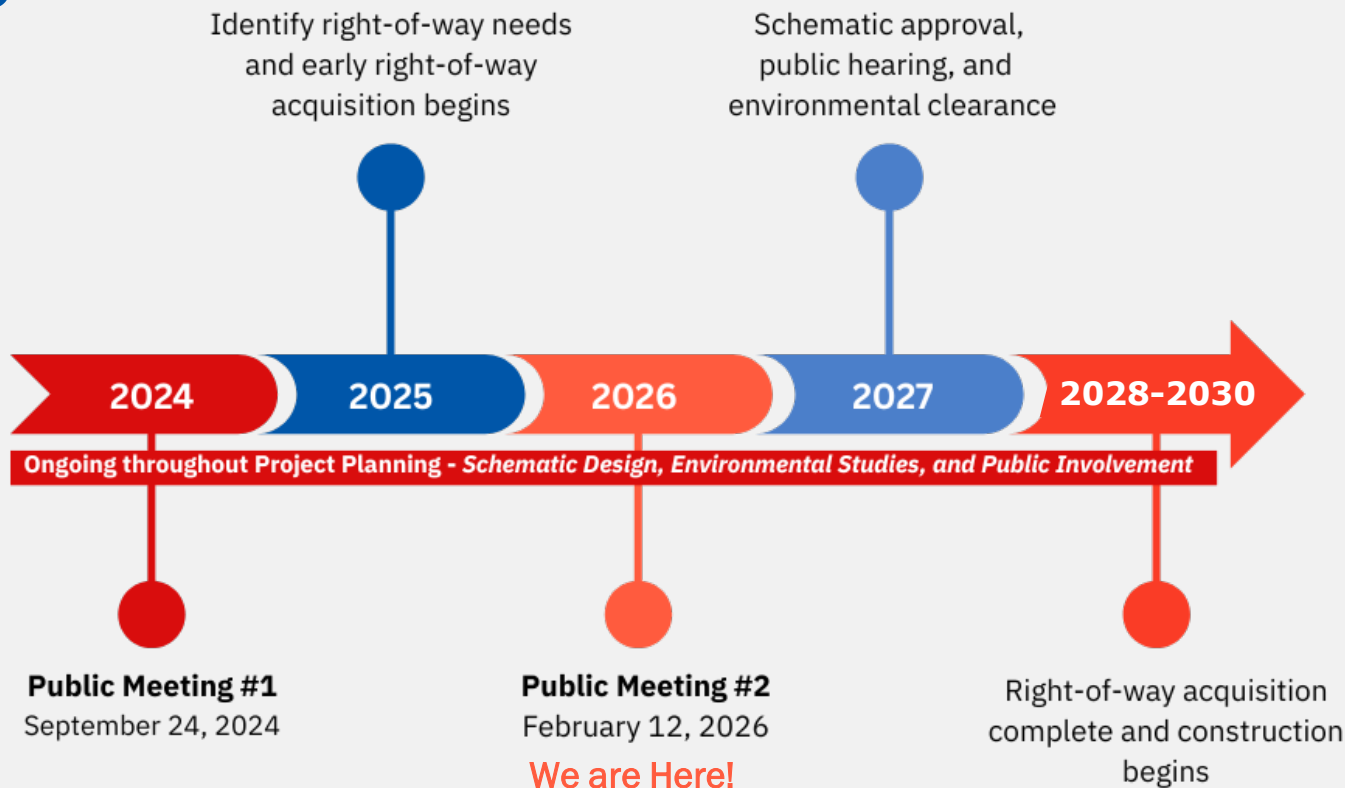 Identify right-of-way needs
and early right-of-way
acquisition begins
Schematic approval,
public hearing, and
environmental clearance
2024
2025
2026
2027
2028-2030
Ongoing throughout Project Planning - Schematic Design, Environmental Studies, and Public Involvement
Public Meeting #1
September 24, 2024
Public Meeting #2
February 12, 2026
We are Here!
Right-of-way acquisition
complete and construction
begins